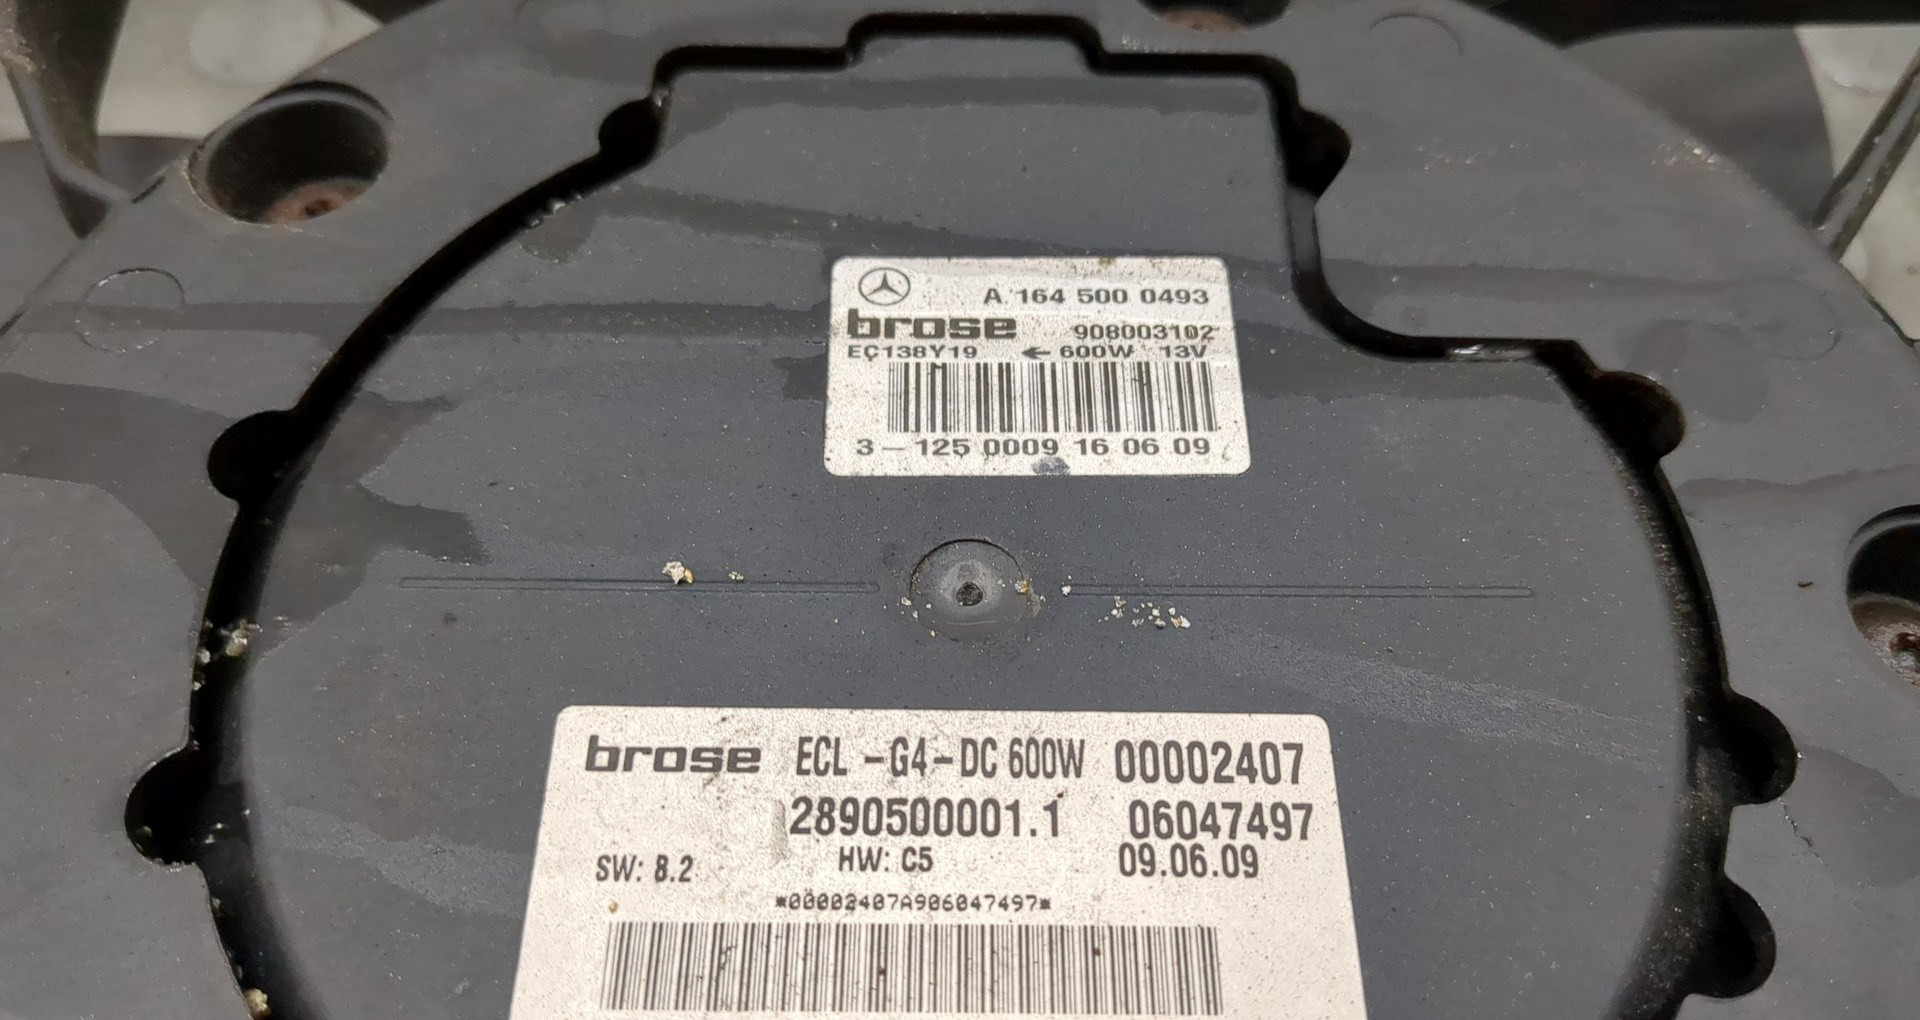 A 164 500 0493
brose 908003102
EC138Y19 ← 600W 13V
3-125 0009 16 06 09
brose ECL-G4-DC 600W 00002407
2890500001.1 06047497
SW: 8.2 HW: C5 09.06.09
*00002407A906047497*